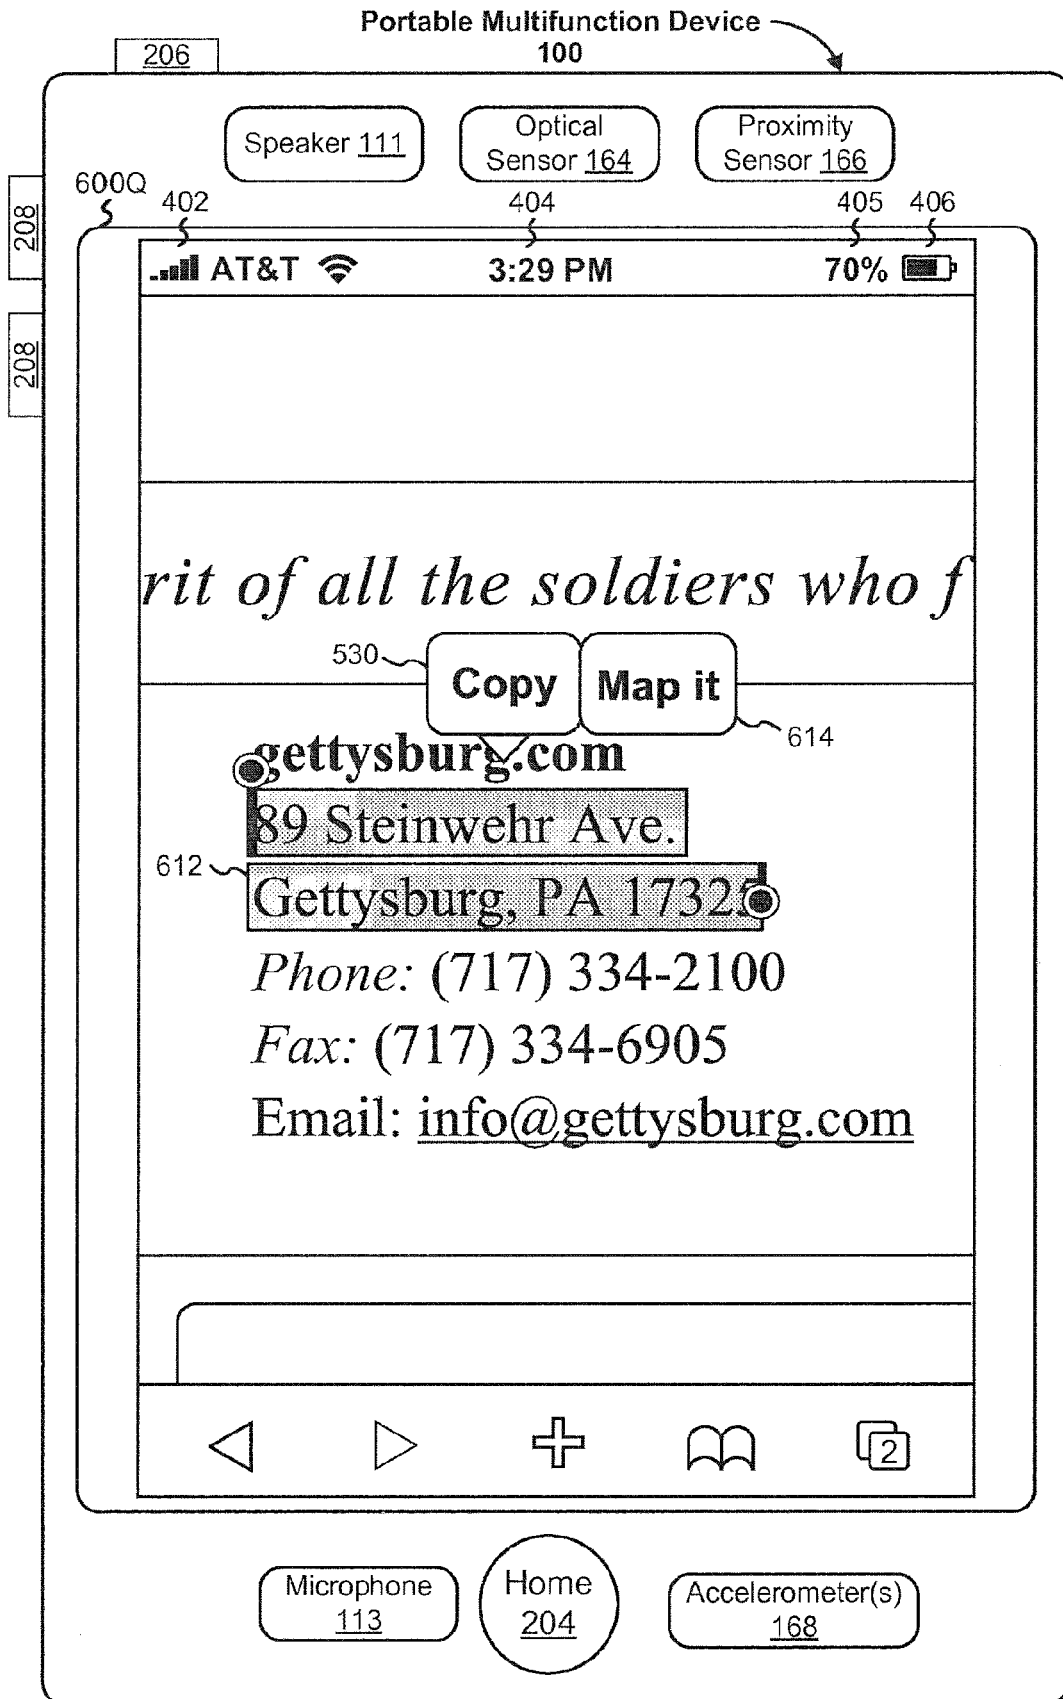 Portable Multifunction Device
100
206
Speaker 111
Optical
Sensor 164
Proximity
Sensor 166
208
600Q
402
404
405
406
AT&T
3:29 PM
70%
208
rit of all the soldiers who f
530
Copy
Map it
614
gettysburg.com
89 Steinwehr Ave.
612
Gettysburg, PA 17325
Phone: (717) 334-2100
Fax: (717) 334-6905
Email: info@gettysburg.com
2
Microphone
113
Home
204
Accelerometer(s)
168